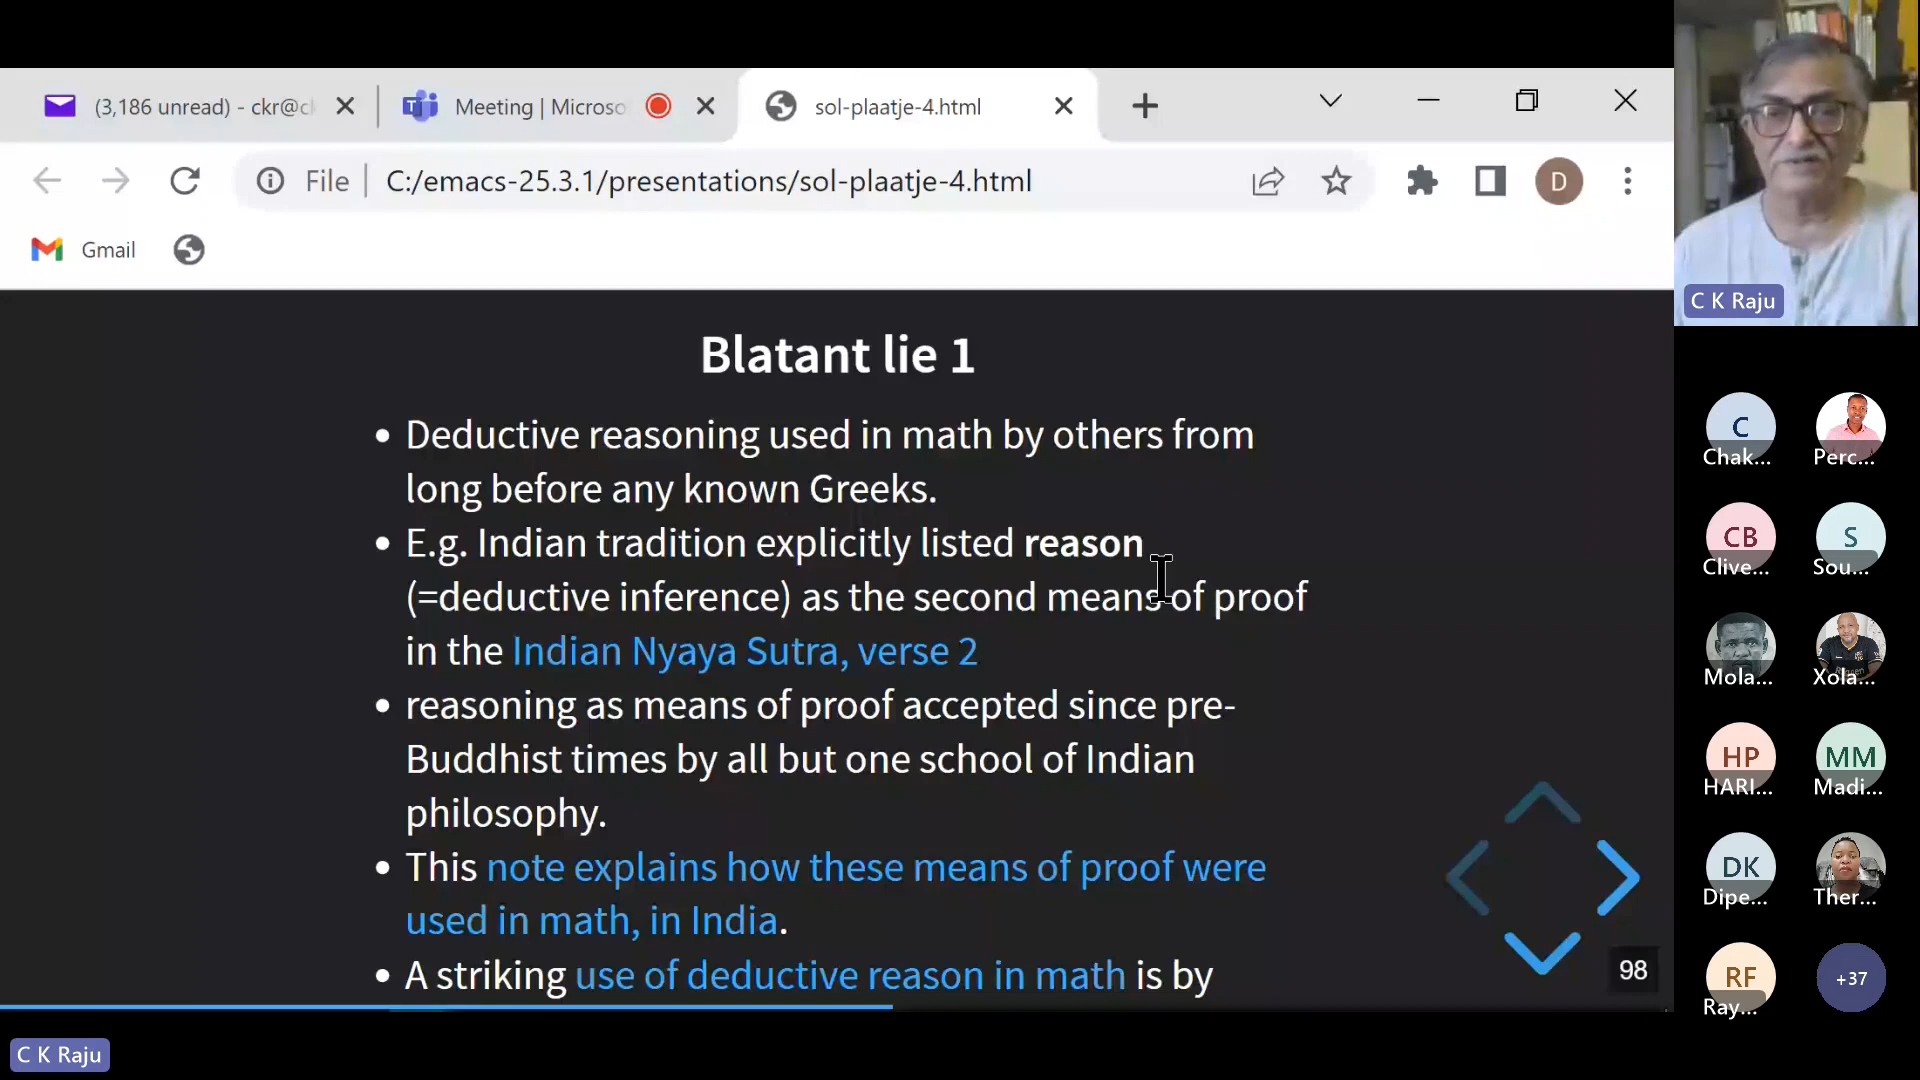 (3,186 unread) - ckr@c
Meeting | Microso
sol-plaatje-4.html
File
C:/emacs-25.3.1/presentations/sol-plaatje-4.html
D
Gmail
C K Raju
Blatant lie 1
• Deductive reasoning used in math by others from
long before any known Greeks.
• E.g. Indian tradition explicitly listed reason
(=deductive inference) as the second means of proof
in the Indian Nyaya Sutra, verse 2
• reasoning as means of proof accepted since pre-
Buddhist times by all but one school of Indian
philosophy.
• This note explains how these means of proof were
used in math, in India.
• A striking use of deductive reason in math is by
98
C
Chak...
Perc...
CB
Clive...
S
Sou...
Mola...
Xola...
HP
HARI...
MM
Madi...
DK
Dipe...
Ther...
RF
Ray...
+37
C K Raju